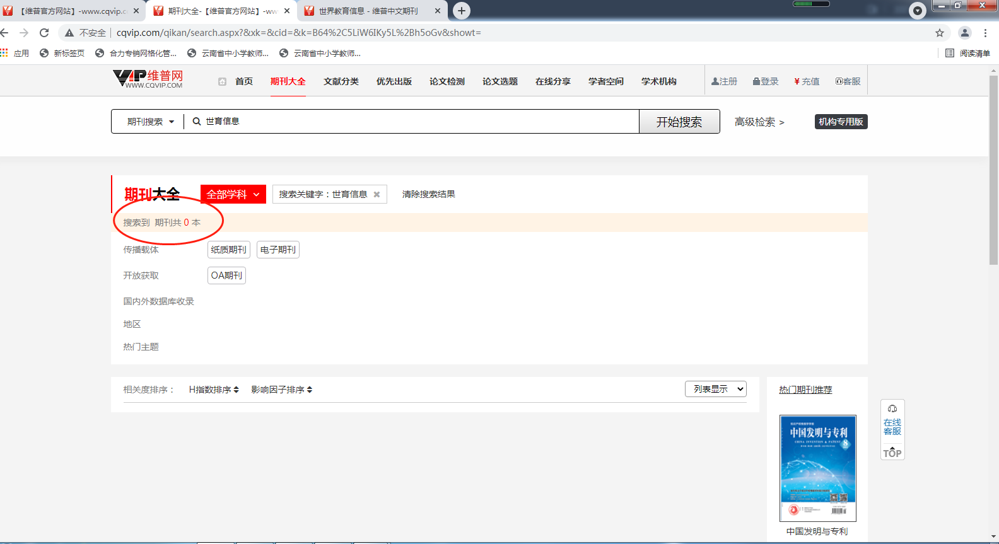 【维普官方网站】-www.cqvip.c
期刊大全-【维普官方网站】-ww
世界教育信息 - 维普中文期刊
不安全 cqvip.com/qikan/search.aspx?&xk=&cid=&k=B64%2C5LiW6IKy5L%2Bh5oGv&showt=
应用 新标签页 合力专销网格化管... 云南省中小学教师... 云南省中小学教师... 阅读清单
VIP维普网
WWW.CQVIP.COM
首页 期刊大全 文献分类 优先出版 论文检测 论文选题 在线分享 学者空间 学术机构 注册 登录 ¥ 充值 客服
期刊搜索 世育信息 开始搜索 高级检索 > 机构专用版
期刊大全 全部学科 搜索关键字：世育信息 清除搜索结果
搜索到 期刊共 0 本
传播载体 纸质期刊 电子期刊
开放获取 OA期刊
国内外数据库收录
地区
热门主题
相关度排序： H指数排序 影响因子排序 列表显示
热门期刊推荐
中国发明与专利
CHINA INVENTION & PATENT
8
中国发明与专利
在线
客服
TOP